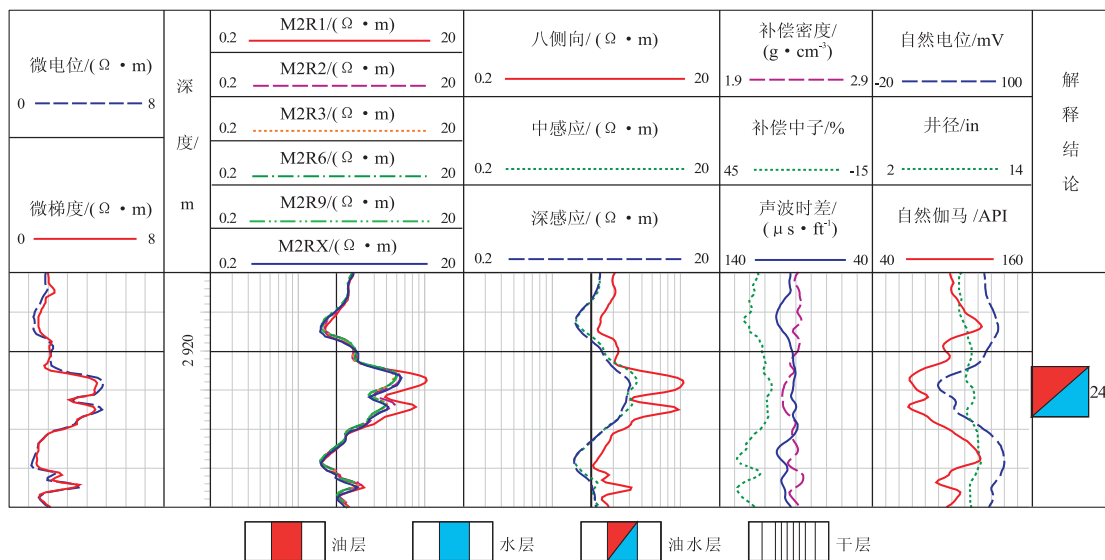 微电位/(Ω·m)
0 8
微梯度/(Ω·m)
0 8
深
度/
m
M2R1/(Ω·m)
0.2 20
M2R2/(Ω·m)
0.2 20
M2R3/(Ω·m)
0.2 20
M2R6/(Ω·m)
0.2 20
M2R9/(Ω·m)
0.2 20
M2RX/(Ω·m)
0.2 20
八侧向/(Ω·m)
0.2 20
中感应/(Ω·m)
0.2 20
深感应/(Ω·m)
0.2 20
补偿密度/
(g·cm-3)
1.9 2.9
补偿中子/%
45 -15
声波时差/
(μs·ft-1)
140 40
自然电位/mV
-20 100
井径/in
2 14
自然伽马/API
40 160
解
释
结
论
2 920
24
油层 水层 油水层 干层